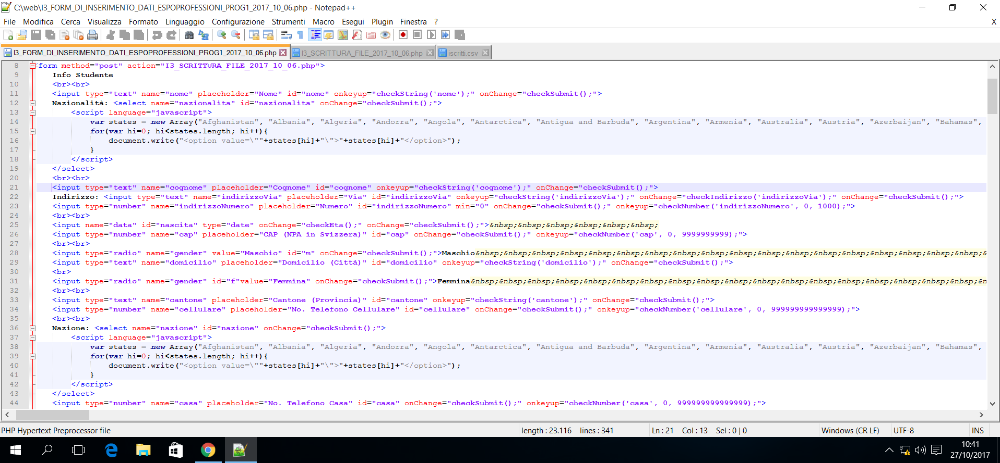 C:\web\I3_FORM_DI_INSERIMENTO_DATI_ESPOPROFESSIONI_PROG1_2017_10_06.php - Notepad++
File Modifica Cerca Visualizza Formato Linguaggio Configurazione Strumenti Macro Esegui Plugin Finestra ? X
I3_FORM_DI_INSERIMENTO_DATI_ESPOPROFESSIONI_PROG1_2017_10_06.php I3_SCRITTURA_FILE_2017_10_06.php iscritti.csv
8 form method="post" action="I3_SCRITTURA_FILE_2017_10_06.php">
9 Info Studente
10 <br><br>
11 <input type="text" name="nome" placeholder="Nome" id="nome" onkeyup="checkString('nome');" onChange="checkSubmit();">
12 Nazionalità: <select name="nazionalita" id="nazionalita" onChange="checkSubmit();">
13 <script language="javascript">
14 var states = new Array("Afghanistan", "Albania", "Algeria", "Andorra", "Angola", "Antarctica", "Antigua and Barbuda", "Argentina", "Armenia", "Australia", "Austria", "Azerbaijan", "Bahamas",
15 for(var hi=0; hi<states.length; hi++){
16 document.write("<option value=\""+states[hi]+"\">"+states[hi]+"</option>");
17 }
18 </script>
19 </select>
20 <br><br>
21 <input type="text" name="cognome" placeholder="Cognome" id="cognome" onkeyup="checkString('cognome');" onChange="checkSubmit();">
22 Indirizzo: <input type="text" name="indirizzoVia" placeholder="Via" id="indirizzoVia" onkeyup="checkString('indirizzoVia');" onChange="checkIndirizzo('indirizzoVia');" onChange="checkSubmit();">
23 <input type="number" name="indirizzoNumero" placeholder="Numero" id="indirizzoNumero" min="0" onChange="checkSubmit();" onkeyup="checkNumber('indirizzoNumero', 0, 1000);">
24 <br><br>
25 <input name="data" id="nascita" type="date" onChange="checkEta();" onChange="checkSubmit();">&nbsp;&nbsp;&nbsp;&nbsp;&nbsp;&nbsp;
26 <input type="number" name="cap" placeholder="CAP (NPA in Svizzera)" id="cap" onChange="checkSubmit();" onkeyup="checkNumber('cap', 0, 9999999999);">
27 <br><br>
28 <input type="radio" name="gender" value="Maschio" id="m" onChange="checkSubmit();">Maschio&nbsp;&nbsp;&nbsp;&nbsp;&nbsp;&nbsp;&nbsp;&nbsp;&nbsp;&nbsp;&nbsp;&nbsp;&nbsp;&nbsp;&nbsp;&nbsp;&nbsp;&nbsp;&
29 <input type="text" name="domicilio" placeholder="Domicilio (Città)" id="domicilio" onkeyup="checkString('domicilio');" onChange="checkSubmit();">
30 <br>
31 <input type="radio" name="gender" id="f"value="Femmina" onChange="checkSubmit();">Femmina&nbsp;&nbsp;&nbsp;&nbsp;&nbsp;&nbsp;&nbsp;&nbsp;&nbsp;&nbsp;&nbsp;&nbsp;&nbsp;&nbsp;&nbsp;&nbsp;&nbsp;&nbsp;&n
32 <br><br>
33 <input type="text" name="cantone" placeholder="Cantone (Provincia)" id="cantone" onkeyup="checkString('cantone');" onChange="checkSubmit();">
34 <input type="number" name="cellulare" placeholder="No. Telefono Cellulare" id="cellulare" onChange="checkSubmit();" onkeyup="checkNumber('cellulare', 0, 999999999999999);">
35 <br><br>
36 Nazione: <select name="nazione" id="nazione" onChange="checkSubmit();">
37 <script language="javascript">
38 var states = new Array("Afghanistan", "Albania", "Algeria", "Andorra", "Angola", "Antarctica", "Antigua and Barbuda", "Argentina", "Armenia", "Australia", "Austria", "Azerbaijan", "Bahamas",
39 for(var hi=0; hi<states.length; hi++){
40 document.write("<option value=\""+states[hi]+"\">"+states[hi]+"</option>");
41 }
42 </script>
43 </select>
44 <input type="number" name="casa" placeholder="No. Telefono Casa" id="casa" onChange="checkSubmit();" onkeyup="checkNumber('casa', 0, 999999999999999);">
PHP Hypertext Preprocessor file length : 23.116 lines : 341 Ln : 21 Col : 13 Sel : 0 | 0 Windows (CR LF) UTF-8 INS
10:41
27/10/2017